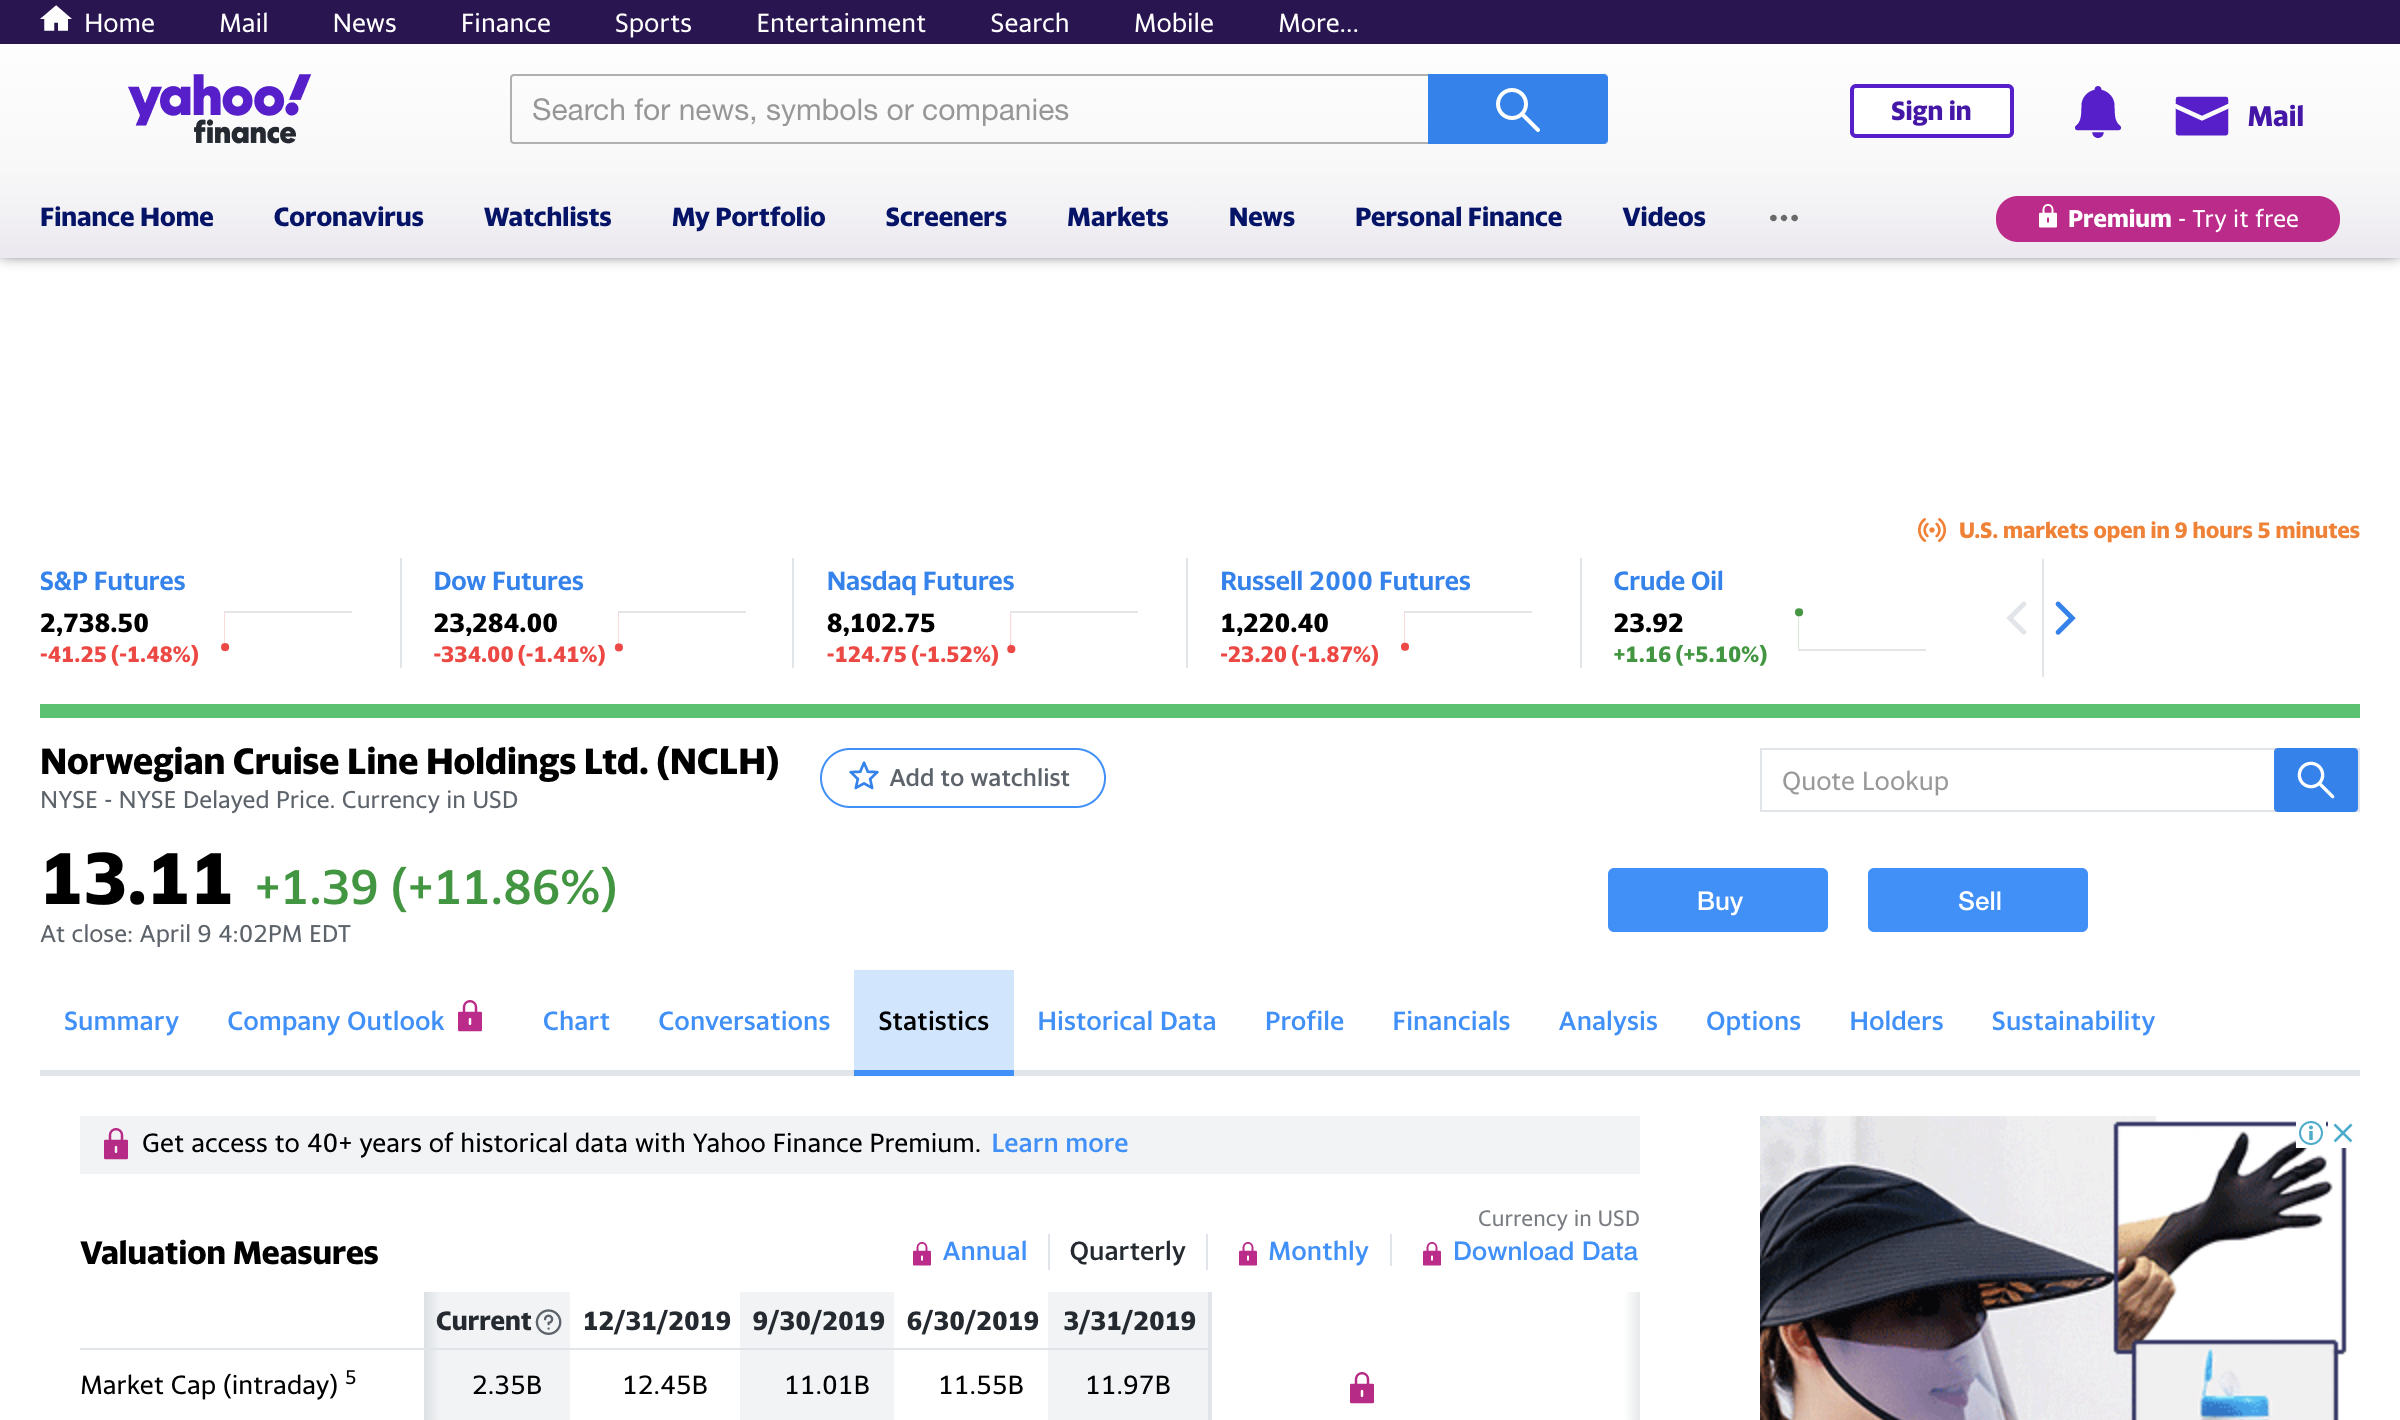 Home Mail News Finance Sports Entertainment Search Mobile More...
yahoo! finance
Search for news, symbols or companies
Sign in
Mail
Finance Home Coronavirus Watchlists My Portfolio Screeners Markets News Personal Finance Videos ...
Premium - Try it free
U.S. markets open in 9 hours 5 minutes
S&P Futures
2,738.50
-41.25 (-1.48%)
Dow Futures
23,284.00
-334.00 (-1.41%)
Nasdaq Futures
8,102.75
-124.75 (-1.52%)
Russell 2000 Futures
1,220.40
-23.20 (-1.87%)
Crude Oil
23.92
+1.16 (+5.10%)
Norwegian Cruise Line Holdings Ltd. (NCLH)
NYSE - NYSE Delayed Price. Currency in USD
Add to watchlist
Quote Lookup
13.11 +1.39 (+11.86%)
At close: April 9 4:02PM EDT
Buy Sell
Summary Company Outlook Chart Conversations Statistics Historical Data Profile Financials Analysis Options Holders Sustainability
Get access to 40+ years of historical data with Yahoo Finance Premium. Learn more
Currency in USD
Valuation Measures Annual Quarterly Monthly Download Data
Current 12/31/2019 9/30/2019 6/30/2019 3/31/2019
Market Cap (intraday) 5 2.35B 12.45B 11.01B 11.55B 11.97B